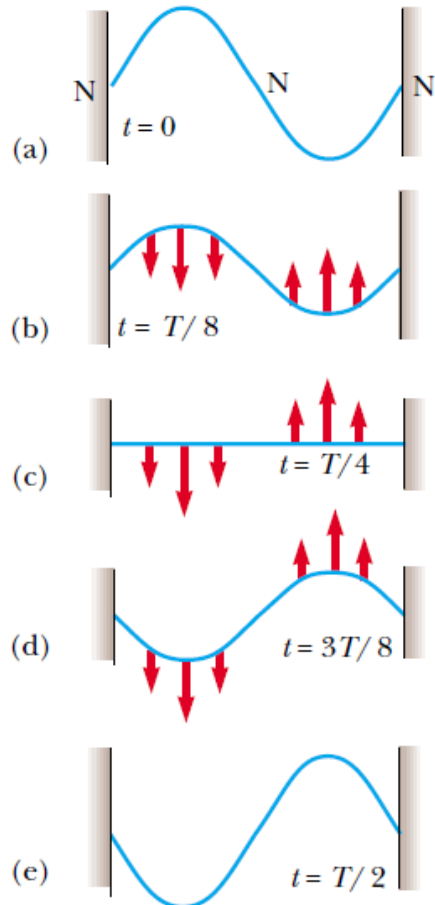 N
N
N
(a)
t = 0
(b)
t = T/ 8
(c)
t = T/4
(d)
t = 3T/8
(e)
t = T/ 2